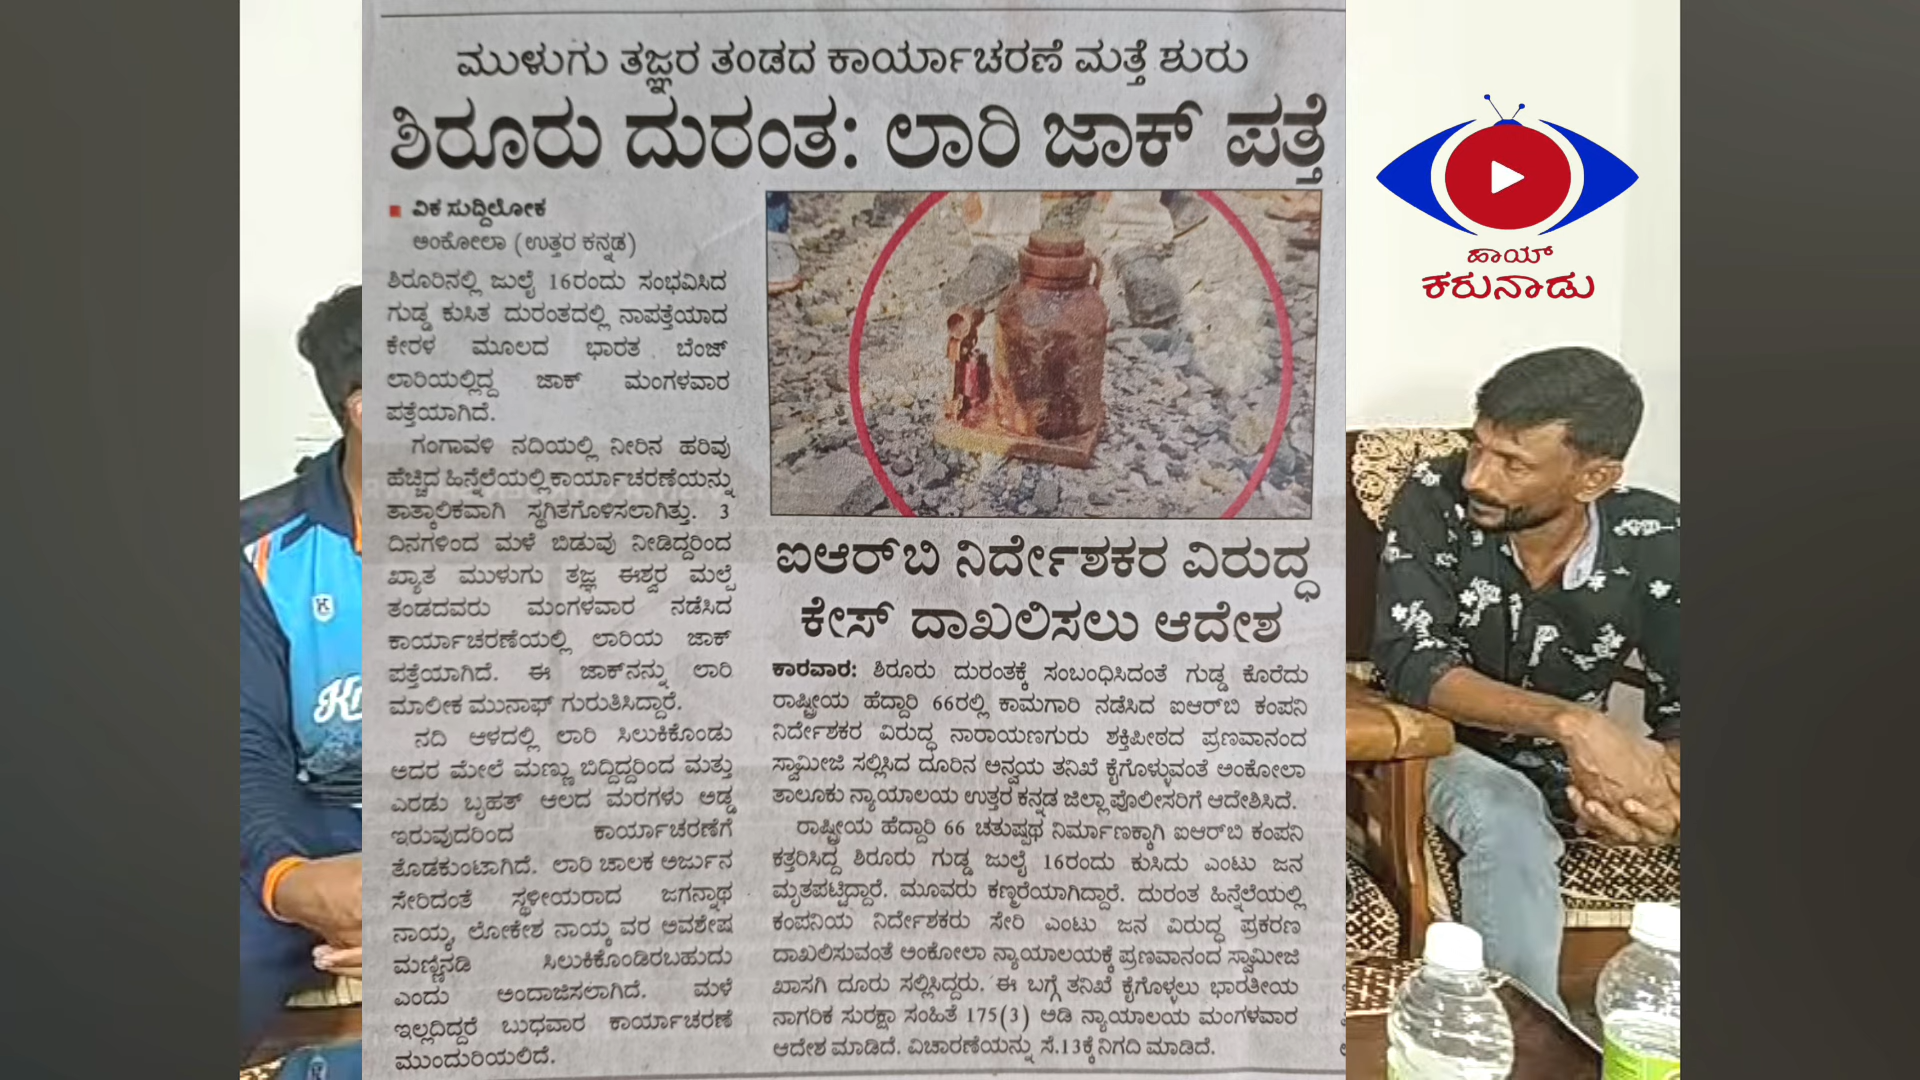 ಮುಳುಗು ತಜ್ಞರ ತಂಡದ ಕಾರ್ಯಾಚರಣೆ ಮತ್ತೆ ಶುರು
ಶಿರೂರು ದುರಂತ: ಲಾರಿ ಜಾಕ್ ಪತ್ತೆ
ವಿಕ ಸುದ್ದಿಲೋಕ
ಅಂಕೋಲಾ (ಉತ್ತರ ಕನ್ನಡ)
ಶಿರೂರಿನಲ್ಲಿ ಜುಲೈ 16ರಂದು ಸಂಭವಿಸಿದ
ಗುಡ್ಡ ಕುಸಿತ ದುರಂತದಲ್ಲಿ ನಾಪತ್ತೆಯಾದ
ಕೇರಳ ಮೂಲದ ಭಾರತ ಬೆಂಜ್
ಲಾರಿಯಲ್ಲಿದ್ದ ಜಾಕ್ ಮಂಗಳವಾರ
ಪತ್ತೆಯಾಗಿದೆ.
ಗಂಗಾವಳಿ ನದಿಯಲ್ಲಿ ನೀರಿನ ಹರಿವು
ಹೆಚ್ಚಿದ ಹಿನ್ನೆಲೆಯಲ್ಲಿ ಕಾರ್ಯಾಚರಣೆಯನ್ನು
ತಾತ್ಕಾಲಿಕವಾಗಿ ಸ್ಥಗಿತಗೊಳಿಸಲಾಗಿತ್ತು. 3
ದಿನಗಳಿಂದ ಮಳೆ ಬಿಡುವು ನೀಡಿದ್ದರಿಂದ
ಖ್ಯಾತ ಮುಳುಗು ತಜ್ಞ ಈಶ್ವರ ಮಲ್ಪೆ
ತಂಡದವರು ಮಂಗಳವಾರ ನಡೆಸಿದ
ಕಾರ್ಯಾಚರಣೆಯಲ್ಲಿ ಲಾರಿಯ ಜಾಕ್
ಪತ್ತೆಯಾಗಿದೆ. ಈ ಜಾಕ್‌ನನ್ನು ಲಾರಿ
ಮಾಲೀಕ ಮುನಾಫ್ ಗುರುತಿಸಿದ್ದಾರೆ.
ನದಿ ಆಳದಲ್ಲಿ ಲಾರಿ ಸಿಲುಕಿಕೊಂಡು
ಅದರ ಮೇಲೆ ಮಣ್ಣು ಬಿದ್ದಿದ್ದರಿಂದ ಮತ್ತು
ಎರಡು ಬೃಹತ್ ಆಲದ ಮರಗಳು ಅಡ್ಡ
ಇರುವುದರಿಂದ ಕಾರ್ಯಾಚರಣೆಗೆ
ತೊಡಕುಂಟಾಗಿದೆ. ಲಾರಿ ಚಾಲಕ ಅರ್ಜುನ
ಸೇರಿದಂತೆ ಸ್ಥಳೀಯರಾದ ಜಗನ್ನಾಥ
ನಾಯ್ಕ, ಲೋಕೇಶ ನಾಯ್ಕ ವರ ಅವಶೇಷ
ಮಣ್ಣಿನಡಿ ಸಿಲುಕಿಕೊಂಡಿರಬಹುದು
ಎಂದು ಅಂದಾಜಿಸಲಾಗಿದೆ. ಮಳೆ
ಇಲ್ಲದಿದ್ದರೆ ಬುಧವಾರ ಕಾರ್ಯಾಚರಣೆ
ಮುಂದುರಿಯಲಿದೆ.
ಐಆರ್‌ಬಿ ನಿರ್ದೇಶಕರ ವಿರುದ್ಧ
ಕೇಸ್ ದಾಖಲಿಸಲು ಆದೇಶ
ಕಾರವಾರ: ಶಿರೂರು ದುರಂತಕ್ಕೆ ಸಂಬಂಧಿಸಿದಂತೆ ಗುಡ್ಡ ಕೊರೆದು
ರಾಷ್ಟ್ರೀಯ ಹೆದ್ದಾರಿ 66ರಲ್ಲಿ ಕಾಮಗಾರಿ ನಡೆಸಿದ ಐಆರ್‌ಬಿ ಕಂಪನಿ
ನಿರ್ದೇಶಕರ ವಿರುದ್ಧ ನಾರಾಯಣಗುರು ಶಕ್ತಿಪೀಠದ ಪ್ರಣವಾನಂದ
ಸ್ವಾಮೀಜಿ ಸಲ್ಲಿಸಿದ ದೂರಿನ ಅನ್ವಯ ತನಿಖೆ ಕೈಗೊಳ್ಳುವಂತೆ ಅಂಕೋಲಾ
ತಾಲೂಕು ನ್ಯಾಯಾಲಯ ಉತ್ತರ ಕನ್ನಡ ಜಿಲ್ಲಾ ಪೊಲೀಸರಿಗೆ ಆದೇಶಿಸಿದೆ.
ರಾಷ್ಟ್ರೀಯ ಹೆದ್ದಾರಿ 66 ಚತುಷ್ಪಥ ನಿರ್ಮಾಣಕ್ಕಾಗಿ ಐಆರ್‌ಬಿ ಕಂಪನಿ
ಕತ್ತರಿಸಿದ್ದ ಶಿರೂರು ಗುಡ್ಡ ಜುಲೈ 16ರಂದು ಕುಸಿದು ಎಂಟು ಜನ
ಮೃತಪಟ್ಟಿದ್ದಾರೆ. ಮೂವರು ಕಣ್ಮರೆಯಾಗಿದ್ದಾರೆ. ದುರಂತ ಹಿನ್ನೆಲೆಯಲ್ಲಿ
ಕಂಪನಿಯ ನಿರ್ದೇಶಕರು ಸೇರಿ ಎಂಟು ಜನ ವಿರುದ್ಧ ಪ್ರಕರಣ
ದಾಖಲಿಸುವಂತೆ ಅಂಕೋಲಾ ನ್ಯಾಯಾಲಯಕ್ಕೆ ಪ್ರಣವಾನಂದ ಸ್ವಾಮೀಜಿ
ಖಾಸಗಿ ದೂರು ಸಲ್ಲಿಸಿದ್ದರು. ಈ ಬಗ್ಗೆ ತನಿಖೆ ಕೈಗೊಳ್ಳಲು ಭಾರತೀಯ
ನಾಗರಿಕ ಸುರಕ್ಷಾ ಸಂಹಿತೆ 175(3) ಅಡಿ ನ್ಯಾಯಾಲಯ ಮಂಗಳವಾರ
ಆದೇಶ ಮಾಡಿದೆ. ವಿಚಾರಣೆಯನ್ನು ಸೆ.13ಕ್ಕೆ ನಿಗದಿ ಮಾಡಿದೆ.
ಹಾಯ್
ಕರುನಾಡು